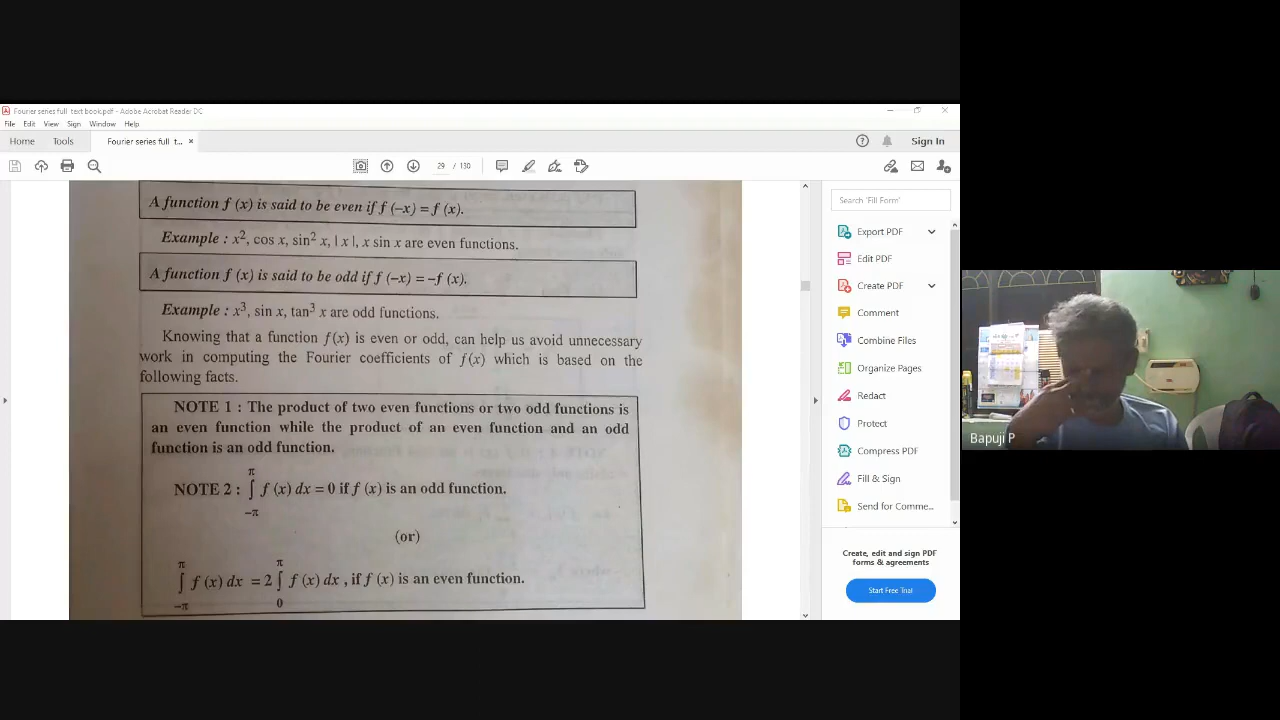 Fourier series full text book.pdf - Adobe Acrobat Reader DC
File Edit View Sign Window Help
Home Tools Fourier series full t... × Sign In
29 / 130
A function f (x) is said to be even if f (−x) = f (x).
Example : x², cos x, sin² x, | x |, x sin x are even functions.
A function f (x) is said to be odd if f (−x) = −f (x).
Example : x³, sin x, tan³ x are odd functions.
Knowing that a function f(x) is even or odd, can help us avoid unnecessary
work in computing the Fourier coefficients of f(x) which is based on the
following facts.
NOTE 1 : The product of two even functions or two odd functions is
an even function while the product of an even function and an odd
function is an odd function.
π
NOTE 2 : ∫ f (x) dx = 0 if f (x) is an odd function.
−π
(or)
π π
∫ f (x) dx = 2 ∫ f (x) dx , if f (x) is an even function.
−π 0
Search "Fill Form"
Export PDF
Edit PDF
Create PDF
Comment
Combine Files
Organize Pages
Redact
Protect
Compress PDF
Fill & Sign
Send for Comme...
Create, edit and sign PDF
forms & agreements
Start Free Trial
Bapuji P